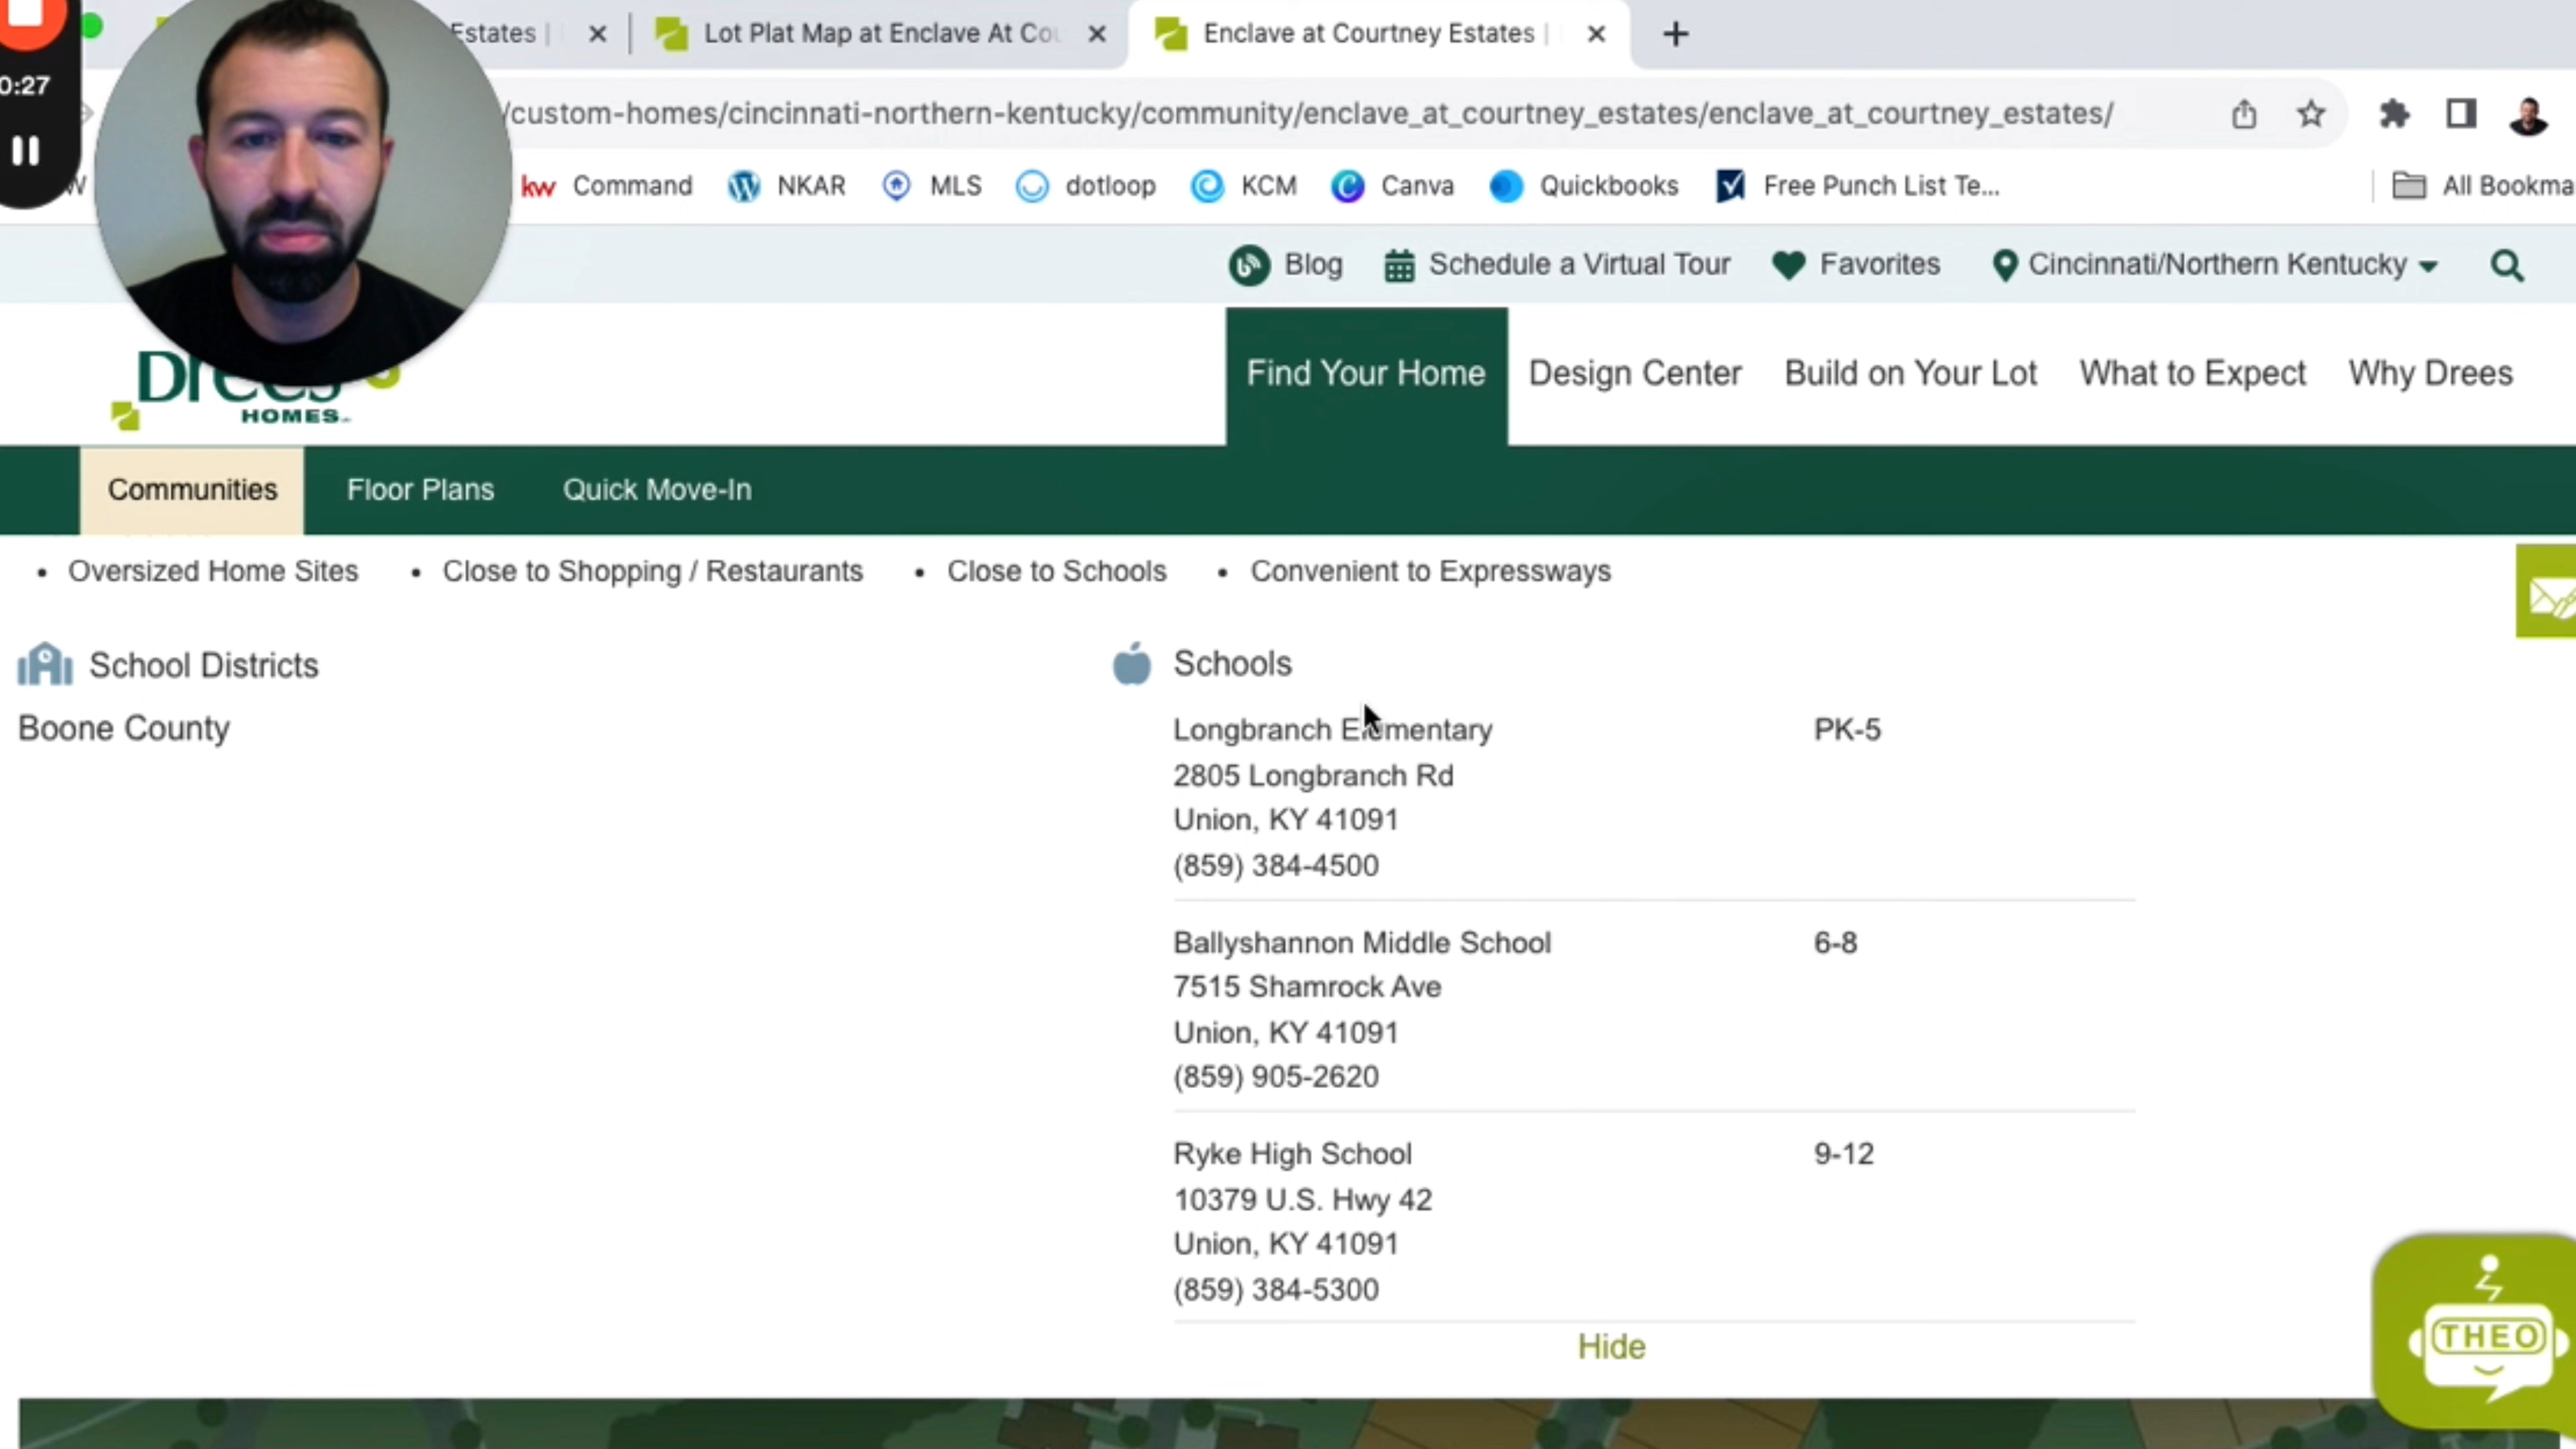 0:27
Estates |
Lot Plat Map at Enclave At Cou
Enclave at Courtney Estates |
/custom-homes/cincinnati-northern-kentucky/community/enclave_at_courtney_estates/enclave_at_courtney_estates/
W
kw Command NKAR MLS dotloop KCM Canva Quickbooks Free Punch List Te... All Bookma
Blog Schedule a Virtual Tour Favorites Cincinnati/Northern Kentucky
Drees
HOMES
Find Your Home Design Center Build on Your Lot What to Expect Why Drees
Communities Floor Plans Quick Move-In
• Oversized Home Sites • Close to Shopping / Restaurants • Close to Schools • Convenient to Expressways
School Districts
Boone County
Schools
Longbranch Elementary PK-5
2805 Longbranch Rd
Union, KY 41091
(859) 384-4500
Ballyshannon Middle School 6-8
7515 Shamrock Ave
Union, KY 41091
(859) 905-2620
Ryke High School 9-12
10379 U.S. Hwy 42
Union, KY 41091
(859) 384-5300
Hide
THEO